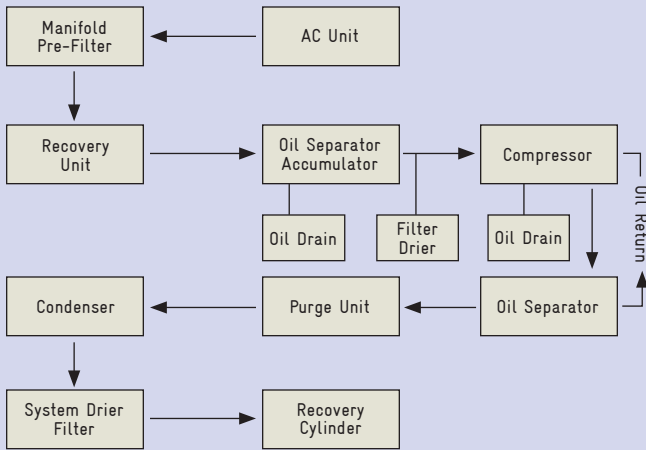 Manifold
Pre-Filter
AC Unit
Recovery
Unit
Oil Separator
Accumulator
Compressor
Oil Return
Oil Drain
Filter
Drier
Oil Drain
Condenser
Purge Unit
Oil Separator
System Drier
Filter
Recovery
Cylinder